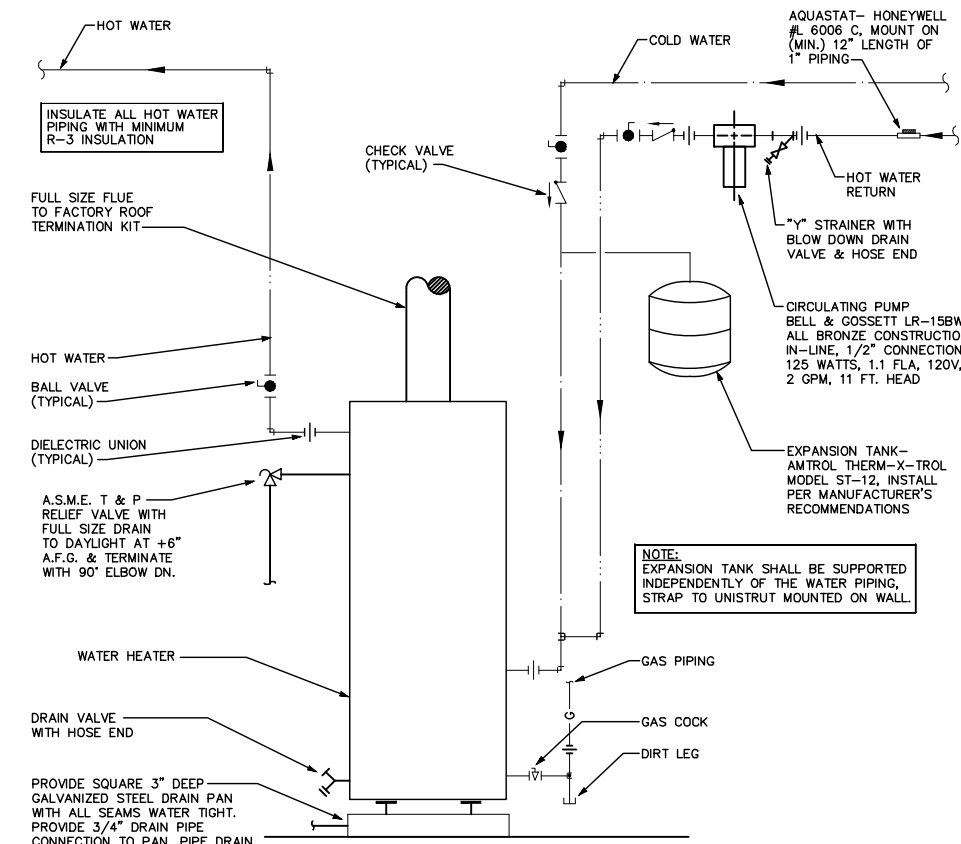 HOT WATER
INSULATE ALL HOT WATER
PIPING WITH MINIMUM
R-3 INSULATION
FULL SIZE FLUE
TO FACTORY ROOF
TERMINATION KIT
HOT WATER
BALL VALVE
(TYPICAL)
DIELECTRIC UNION
(TYPICAL)
A.S.M.E. T & P
RELIEF VALVE WITH
FULL SIZE DRAIN
TO DAYLIGHT AT +6"
A.F.G. & TERMINATE
WITH 90° ELBOW DN.
WATER HEATER
DRAIN VALVE
WITH HOSE END
PROVIDE SQUARE 3" DEEP
GALVANIZED STEEL DRAIN PAN
WITH ALL SEAMS WATER TIGHT.
PROVIDE 3/4" DRAIN PIPE
CONNECTION TO PAN. PIPE DRAIN
COLD WATER
CHECK VALVE
(TYPICAL)
AQUASTAT- HONEYWELL
#L 6006 C, MOUNT ON
(MIN.) 12" LENGTH OF
1" PIPING
HOT WATER
RETURN
"Y" STRAINER WITH
BLOW DOWN DRAIN
VALVE & HOSE END
CIRCULATING PUMP
BELL & GOSSETT LR-15BW
ALL BRONZE CONSTRUCTIO
IN-LINE, 1/2" CONNECTION
125 WATTS, 1.1 FLA, 120V,
2 GPM, 11 FT. HEAD
EXPANSION TANK-
AMTROL THERM-X-TROL
MODEL ST-12, INSTALL
PER MANUFACTURER'S
RECOMMENDATIONS
NOTE:
EXPANSION TANK SHALL BE SUPPORTED
INDEPENDENTLY OF THE WATER PIPING,
STRAP TO UNISTRUT MOUNTED ON WALL.
GAS PIPING
G
GAS COCK
DIRT LEG